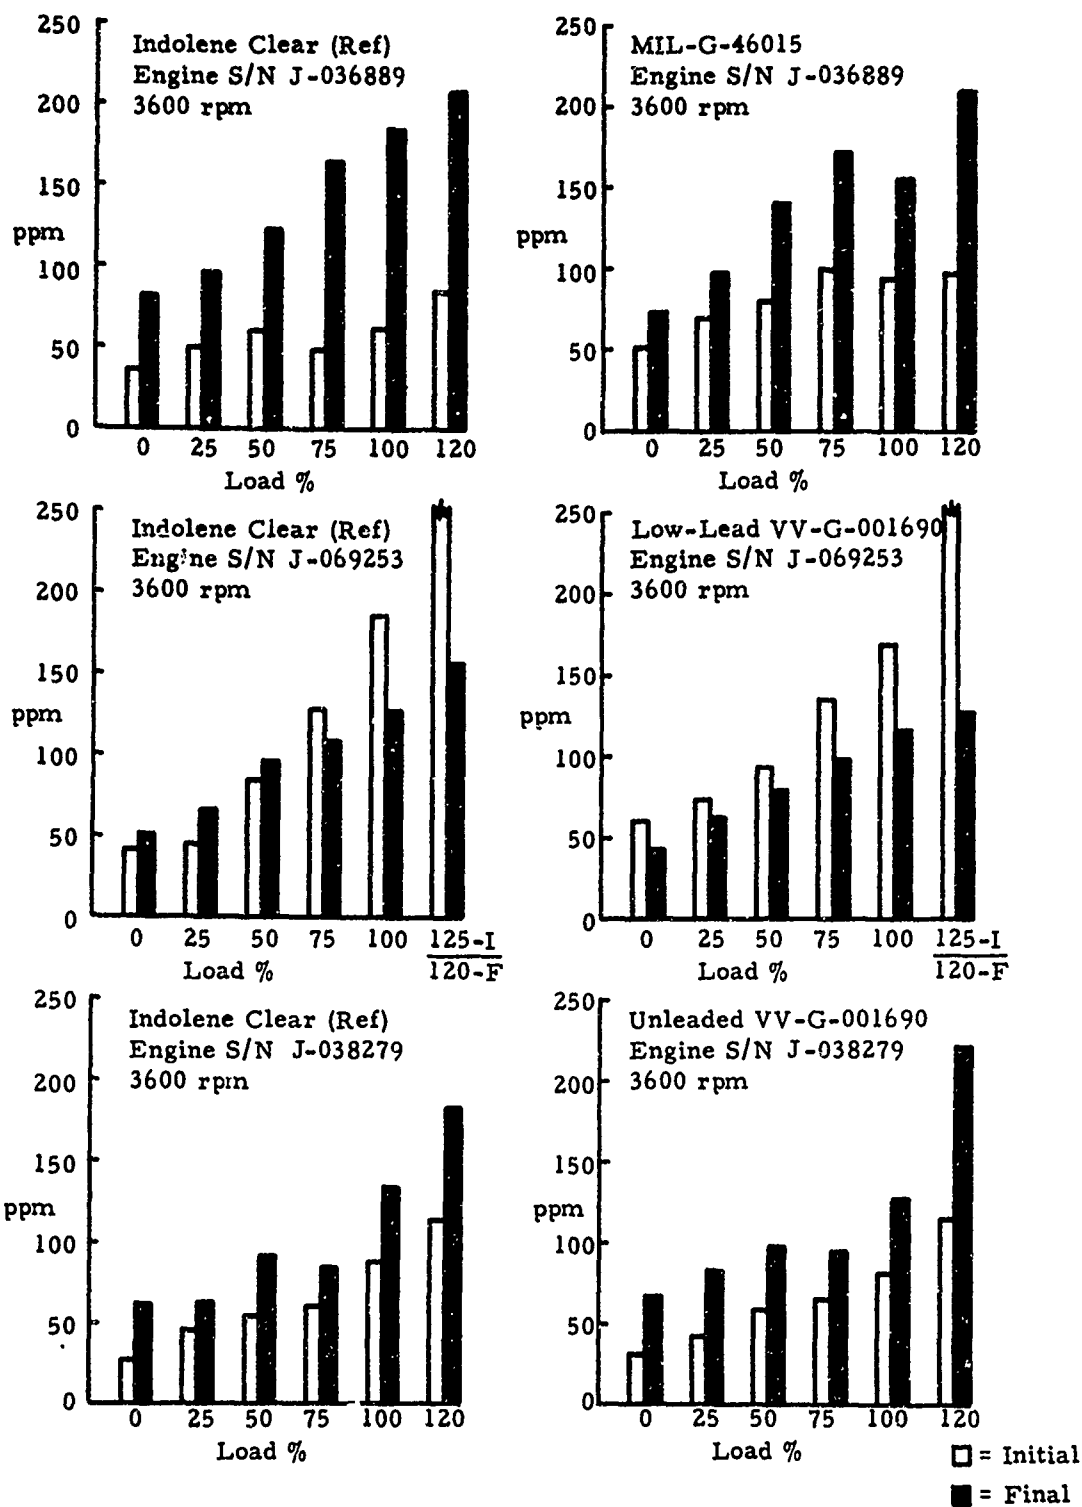 250
200
150
ppm
100
50
0
Indolene Clear (Ref)
Engine S/N J-036889
3600 rpm
0 25 50 75 100 120
Load %
250
200
150
ppm
100
50
0
MIL-G-46015
Engine S/N J-036889
3600 rpm
0 25 50 75 100 120
Load %
250
200
150
ppm
100
50
0
Indolene Clear (Ref)
Engine S/N J-069253
3600 rpm
0 25 50 75 100 125-I
120-F
Load %
250
200
150
ppm
100
50
0
Low-Lead VV-G-001690
Engine S/N J-069253
3600 rpm
0 25 50 75 100 125-I
120-F
Load %
250
200
150
ppm
100
50
0
Indolene Clear (Ref)
Engine S/N J-038279
3600 rpm
0 25 50 75 100 120
Load %
250
200
150
ppm
100
50
0
Unleaded VV-G-001690
Engine S/N J-038279
3600 rpm
0 25 50 75 100 120
Load %
= Initial
= Final